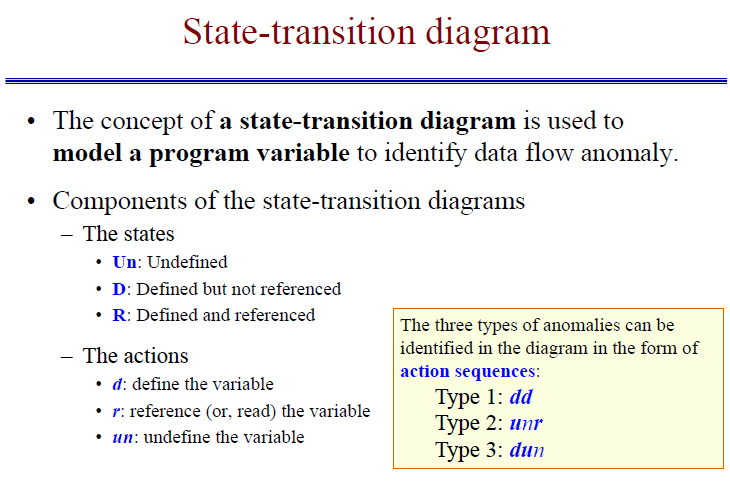 State-transition diagram
• The concept of a state-transition diagram is used to
model a program variable to identify data flow anomaly.
• Components of the state-transition diagrams
– The states
• Un: Undefined
• D: Defined but not referenced
• R: Defined and referenced
– The actions
• d: define the variable
• r: reference (or, read) the variable
• un: undefine the variable
The three types of anomalies can be
identified in the diagram in the form of
action sequences:
Type 1: dd
Type 2: unr
Type 3: dun